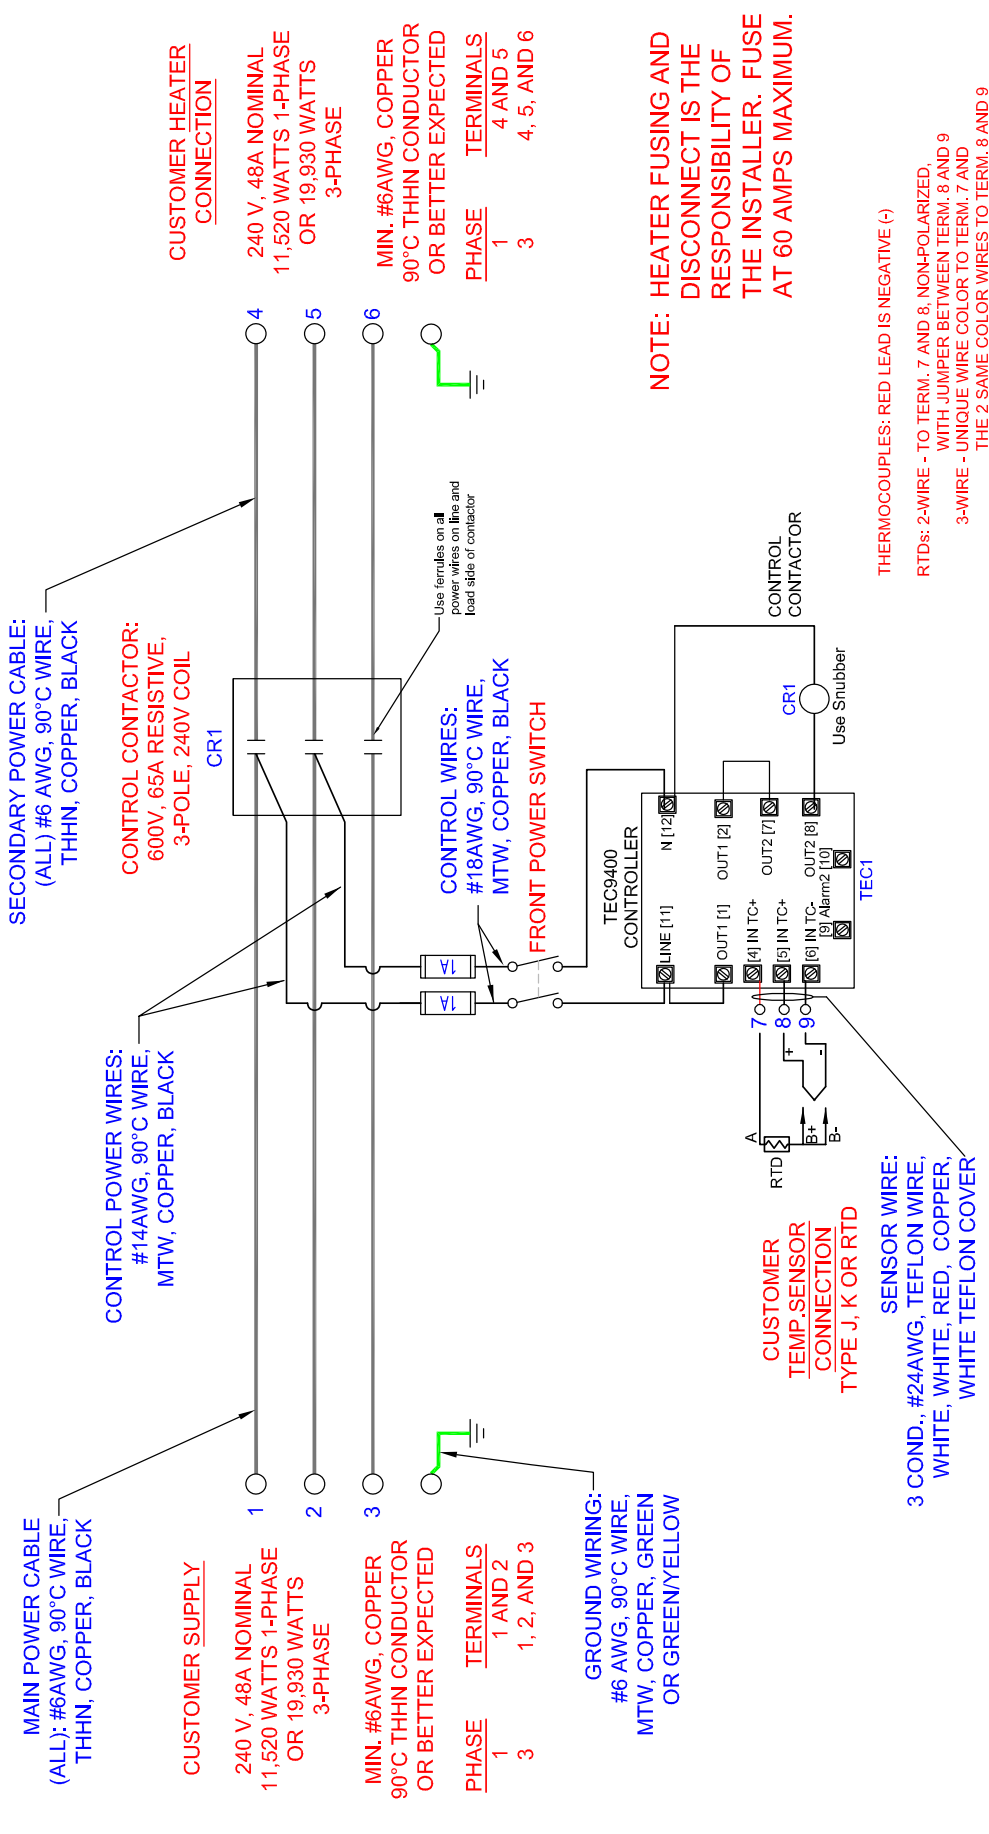 MAIN POWER CABLE
(ALL): #6AWG, 90°C WIRE,
THHN, COPPER, BLACK
CUSTOMER SUPPLY
240 V, 48A NOMINAL
11,520 WATTS 1-PHASE
OR 19,930 WATTS
3-PHASE
MIN. #6AWG, COPPER
90°C THHN CONDUCTOR
OR BETTER EXPECTED
PHASE TERMINALS
1 1 AND 2
3 1, 2, AND 3
1
2
3
GROUND WIRING:
#6 AWG, 90°C WIRE,
MTW, COPPER, GREEN
OR GREEN/YELLOW
CONTROL POWER WIRES:
#14AWG, 90°C WIRE,
MTW, COPPER, BLACK
SECONDARY POWER CABLE:
(ALL) #6 AWG, 90°C WIRE,
THHN, COPPER, BLACK
CONTROL CONTACTOR:
600V, 65A RESISTIVE,
3-POLE, 240V COIL
CR1
Use ferrules on all
power wires on line and
load side of contactor
CONTROL WIRES:
#18AWG, 90°C WIRE,
MTW, COPPER, BLACK
FRONT POWER SWITCH
1A
1A
TEC9400
CONTROLLER
LINE [11]
N [12]
OUT1 [1]
OUT1 [2]
[4] IN TC+
OUT2 [7]
[5] IN TC+
[6] IN TC-
OUT2 [8]
[9] Alarm2 [10]
TEC1
CR1
Use Snubber
CONTROL
CONTACTOR
7
8
9
+
-
A
RTD
B+
B-
CUSTOMER
TEMP.SENSOR
CONNECTION
TYPE J, K OR RTD
SENSOR WIRE:
3 COND., #24AWG, TEFLON WIRE,
WHITE, WHITE, RED, COPPER,
WHITE TEFLON COVER
4
5
6
CUSTOMER HEATER
CONNECTION
240 V, 48A NOMINAL
11,520 WATTS 1-PHASE
OR 19,930 WATTS
3-PHASE
MIN. #6AWG, COPPER
90°C THHN CONDUCTOR
OR BETTER EXPECTED
PHASE TERMINALS
1 4 AND 5
3 4, 5, AND 6
NOTE: HEATER FUSING AND
DISCONNECT IS THE
RESPONSIBILITY OF
THE INSTALLER. FUSE
AT 60 AMPS MAXIMUM.
THERMOCOUPLES: RED LEAD IS NEGATIVE (-)
RTDs: 2-WIRE - TO TERM. 7 AND 8, NON-POLARIZED,
WITH JUMPER BETWEEN TERM. 8 AND 9
3-WIRE - UNIQUE WIRE COLOR TO TERM. 7 AND
THE 2 SAME COLOR WIRES TO TERM. 8 AND 9